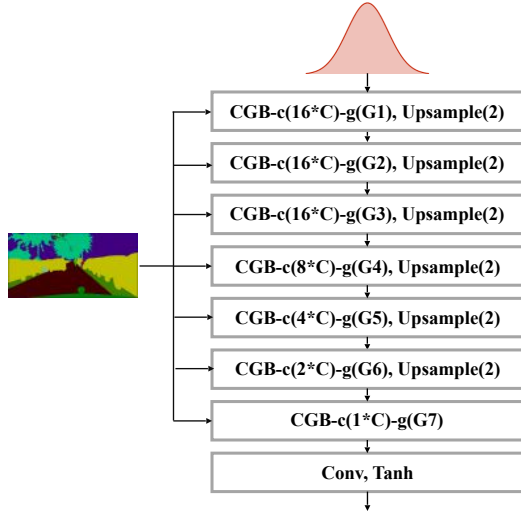 CGB-c(16*C)-g(G1), Upsample(2)
CGB-c(16*C)-g(G2), Upsample(2)
CGB-c(16*C)-g(G3), Upsample(2)
CGB-c(8*C)-g(G4), Upsample(2)
CGB-c(4*C)-g(G5), Upsample(2)
CGB-c(2*C)-g(G6), Upsample(2)
CGB-c(1*C)-g(G7)
Conv, Tanh